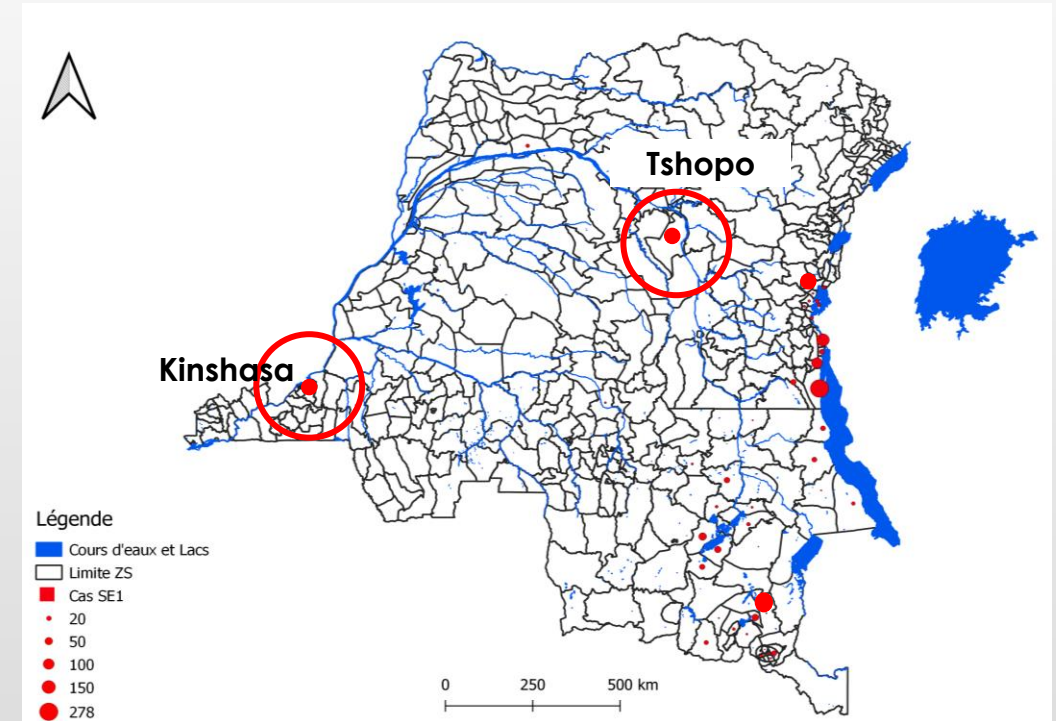 Tshopo
Kinshasa
Légende
Cours d'eaux et Lacs
Limite ZS
Cas SE1
20
50
100
150
278
0 250 500 km